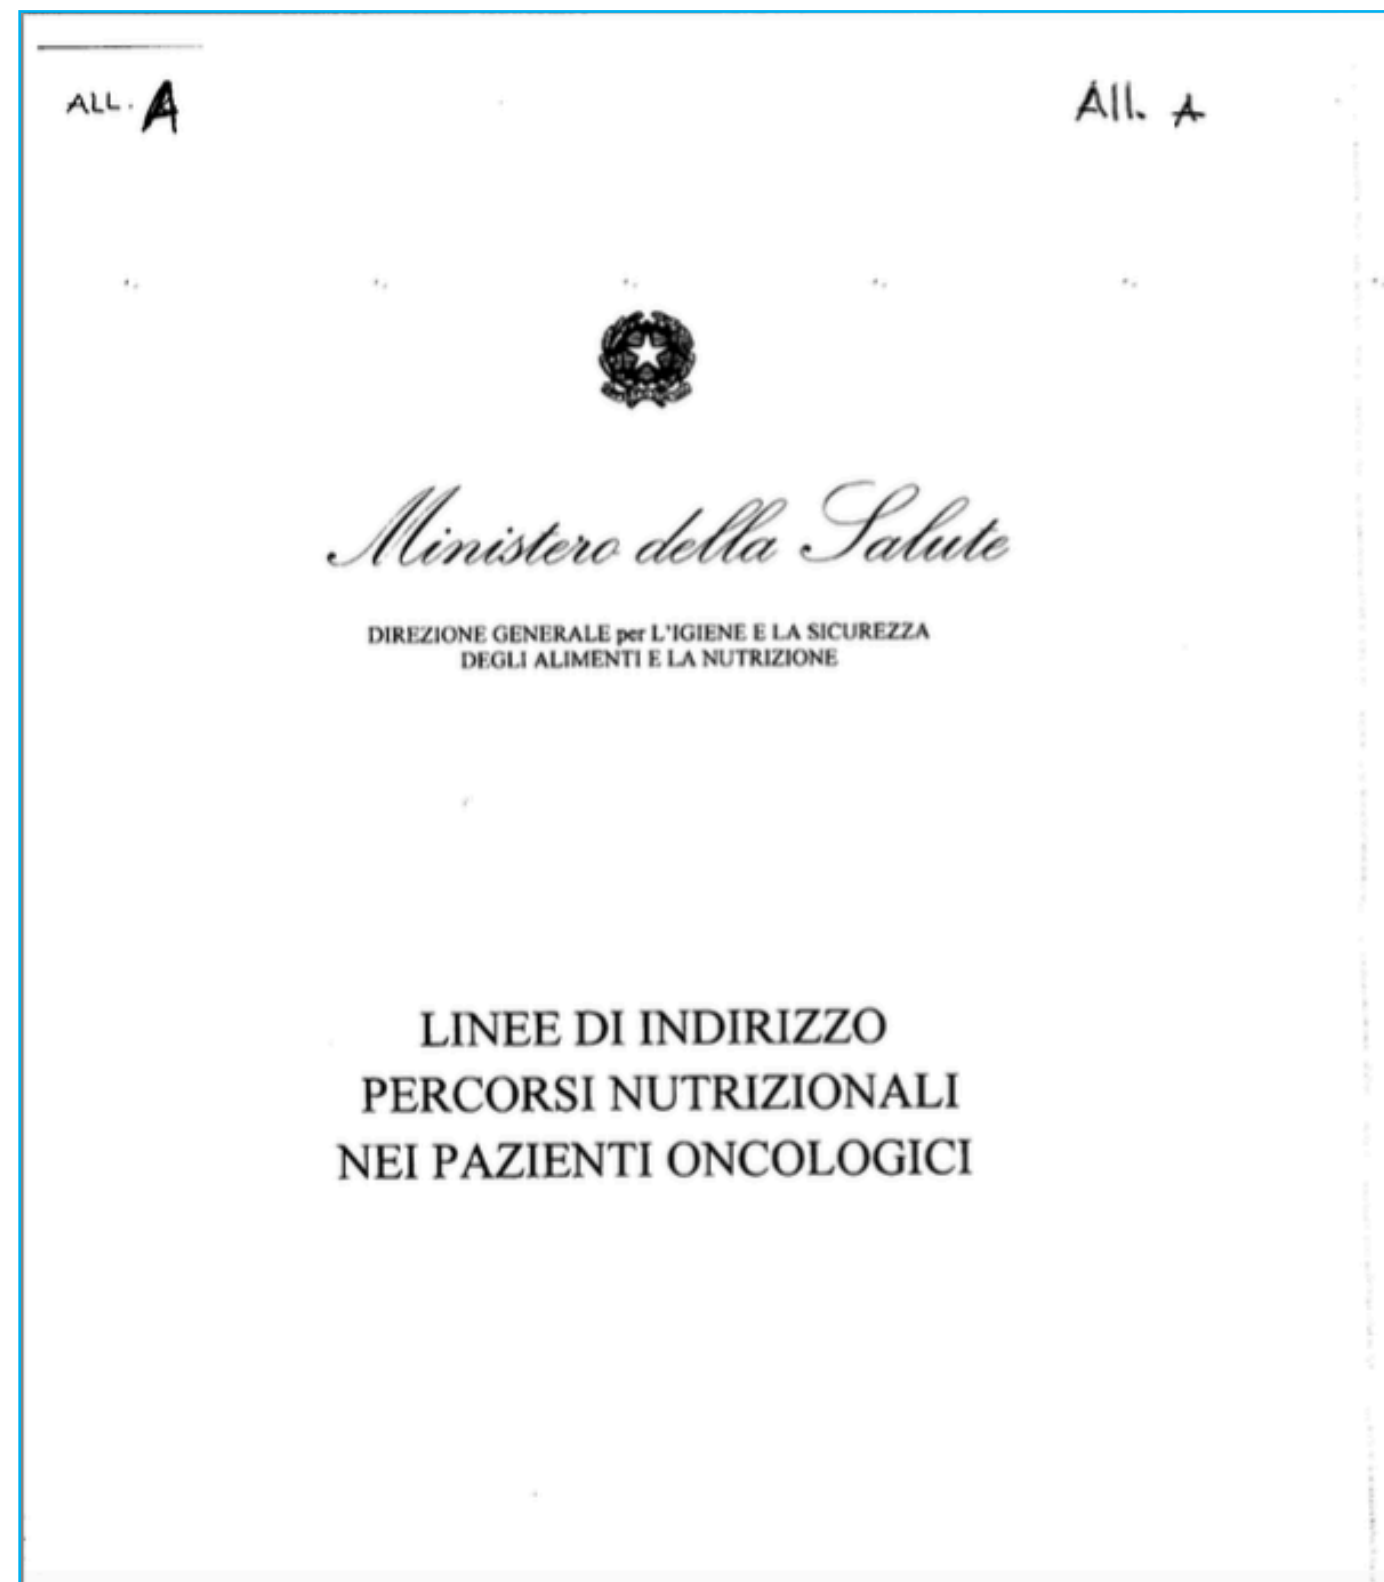 ALL. A
All. A
Ministero della Salute
DIREZIONE GENERALE per L'IGIENE E LA SICUREZZA
DEGLI ALIMENTI E LA NUTRIZIONE
LINEE DI INDIRIZZO
PERCORSI NUTRIZIONALI
NEI PAZIENTI ONCOLOGICI